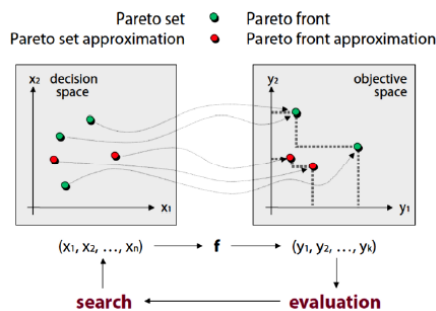 Pareto set Pareto front
Pareto set approximation Pareto front approximation
x₂ decision space
x₁
y₂ objective space
y₁
(x₁, x₂, ..., xₙ) f (y₁, y₂, ..., yₖ)
search evaluation